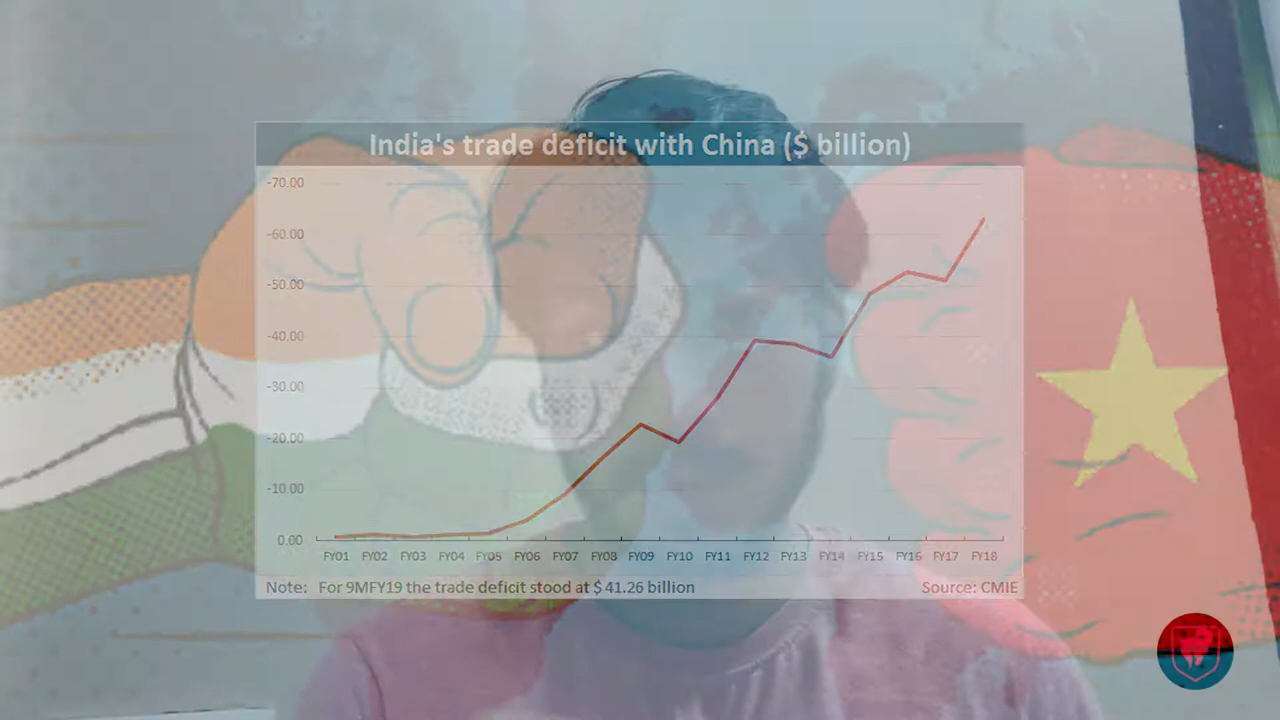 India's trade deficit with China ($ billion)
-70.00
-60.00
-50.00
-40.00
-30.00
-20.00
-10.00
0.00
FY01 FY02 FY03 FY04 FY05 FY06 FY07 FY08 FY09 FY10 FY11 FY12 FY13 FY14 FY15 FY16 FY17 FY18
Note: For 9MFY19 the trade deficit stood at $ 41.26 billion Source: CMIE